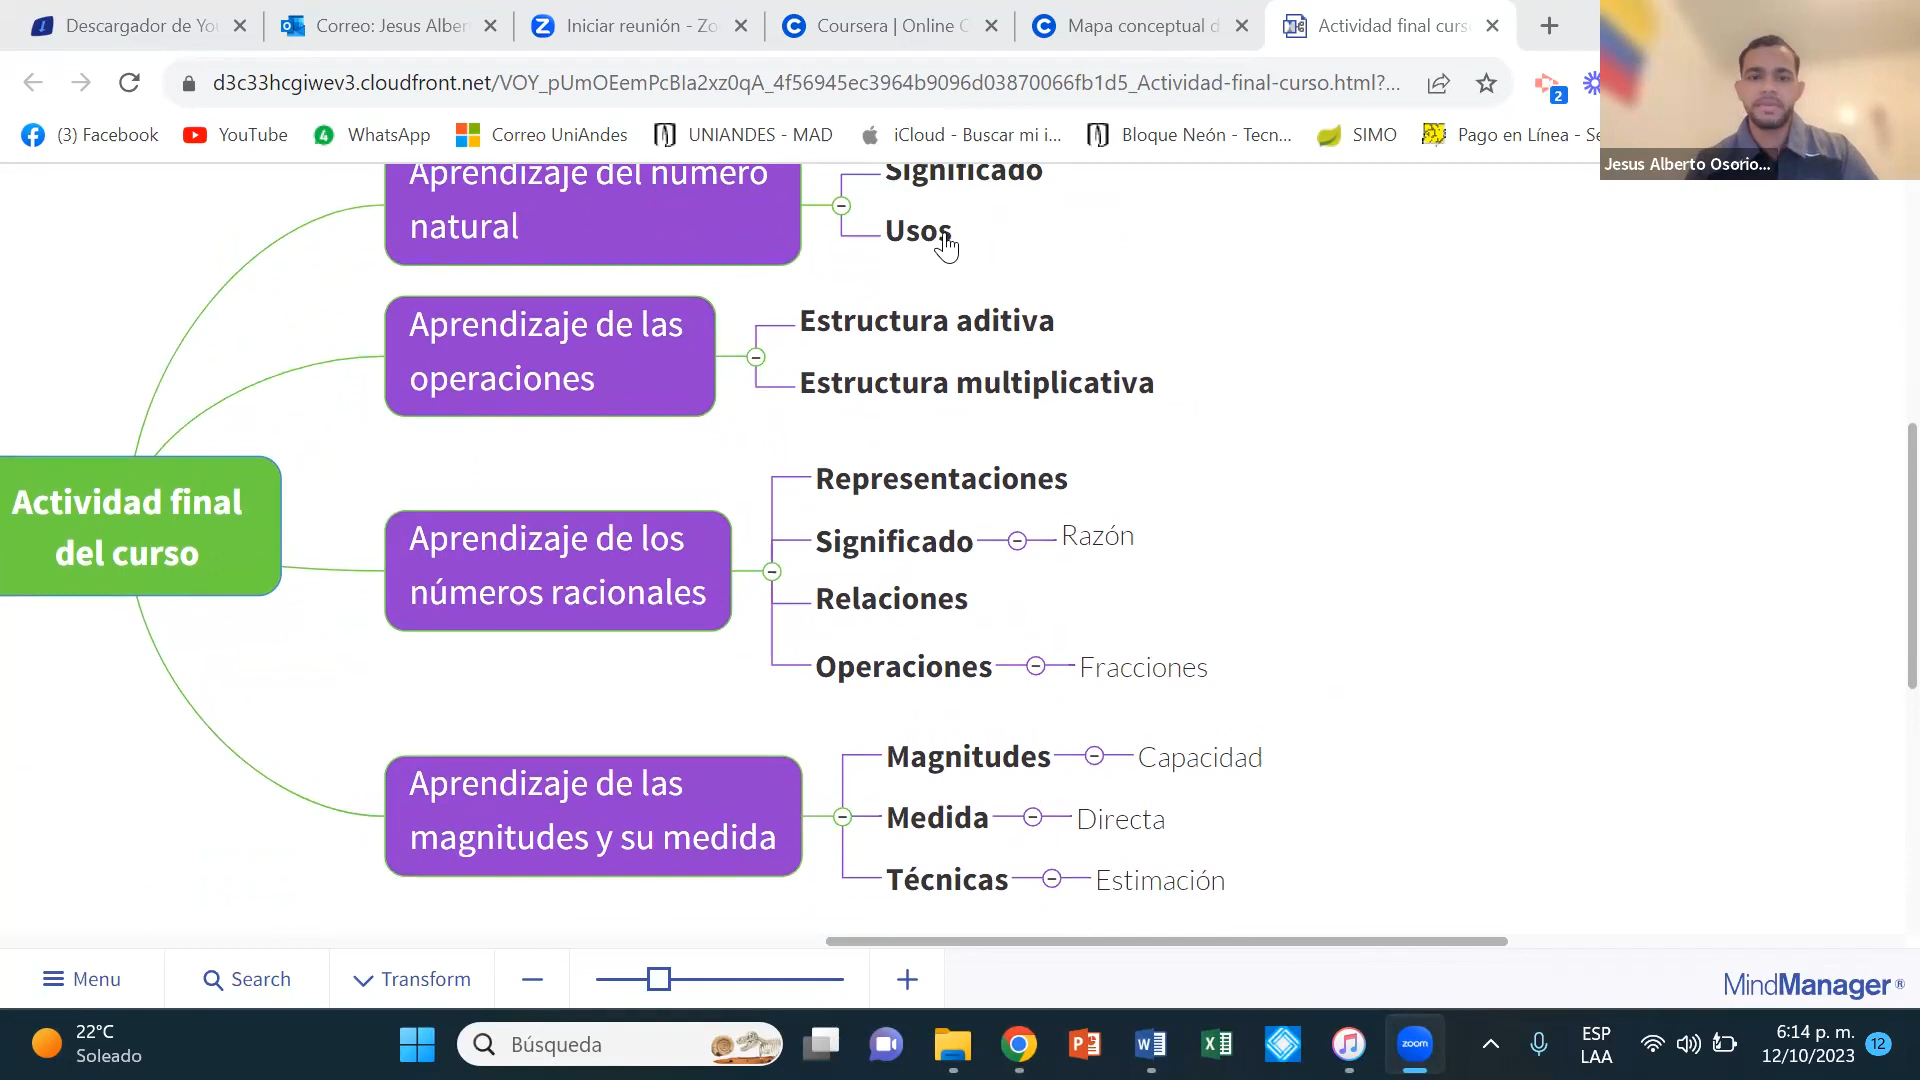 Descargador de You
Correo: Jesus Alber
Iniciar reunión - Zo
Coursera | Online C
Mapa conceptual d
Actividad final curs
d3c33hcgiwev3.cloudfront.net/VOY_pUmOEemPcBIa2xz0qA_4f56945ec3964b9096d03870066fb1d5_Actividad-final-curso.html?...
2
(3) Facebook
YouTube
4
WhatsApp
Correo UniAndes
UNIANDES - MAD
iCloud - Buscar mi i...
Bloque Neón - Tecn...
SIMO
Pago en Línea - Se
Jesus Alberto Osorio...
Aprendizaje del número
natural
Significado
Usos
Aprendizaje de las
operaciones
Estructura aditiva
Estructura multiplicativa
Actividad final
del curso
Aprendizaje de los
números racionales
Representaciones
Significado
Razón
Relaciones
Operaciones
Fracciones
Aprendizaje de las
magnitudes y su medida
Magnitudes
Capacidad
Medida
Directa
Técnicas
Estimación
Menu
Search
Transform
MindManager®
22°C
Soleado
Búsqueda
zoom
ESP
LAA
6:14 p. m.
12/10/2023
12